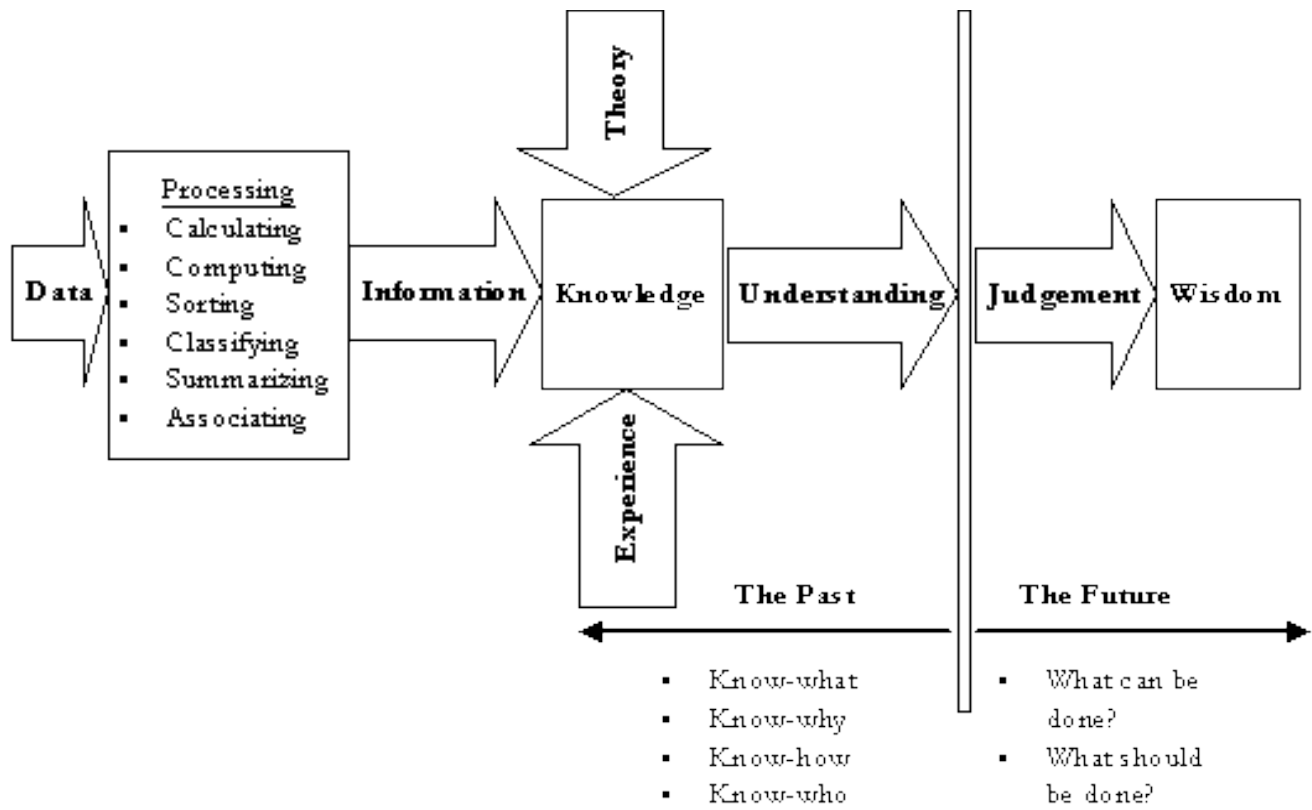 Theory
Processing
▪ Calculating
▪ Computing
▪ Sorting
▪ Classifying
▪ Summarizing
▪ Associating
Data
Information
Knowledge
Understanding
Judgement
Wisdom
Experience
The Past
The Future
▪ Know-what
▪ Know-why
▪ Know-how
▪ Know-who
▪ What can be
done?
▪ What should
be done?